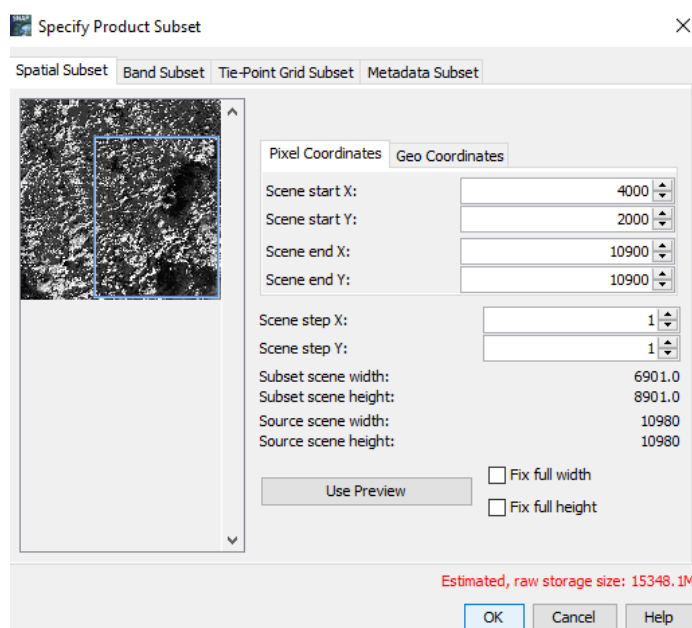 SNAP
Specify Product Subset
Spatial Subset Band Subset Tie-Point Grid Subset Metadata Subset
Pixel Coordinates Geo Coordinates
Scene start X: 4000
Scene start Y: 2000
Scene end X: 10900
Scene end Y: 10900
Scene step X: 1
Scene step Y: 1
Subset scene width: 6901.0
Subset scene height: 8901.0
Source scene width: 10980
Source scene height: 10980
Use Preview
Fix full width
Fix full height
Estimated, raw storage size: 15348.1M
OK Cancel Help